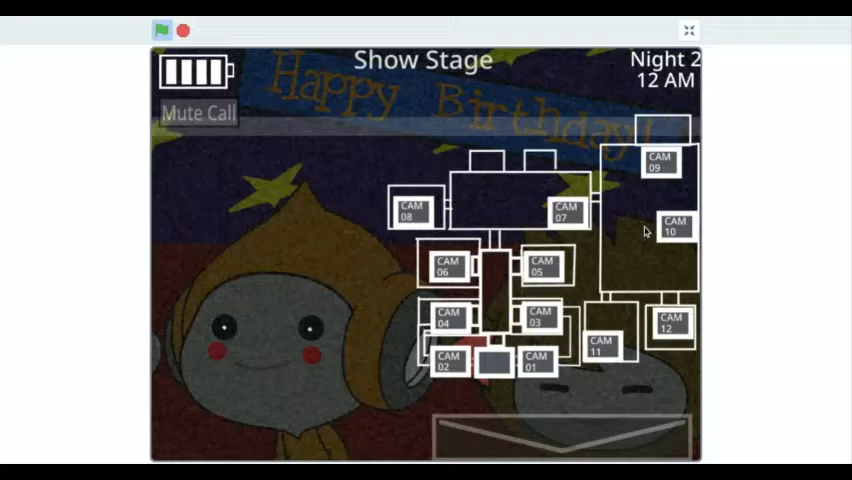 Show Stage
Night 2
12 AM
Mute Call
Happy Birthday!
CAM
09
CAM
08
CAM
07
CAM
10
CAM
06
CAM
05
CAM
04
CAM
03
CAM
12
CAM
11
CAM
02
CAM
01